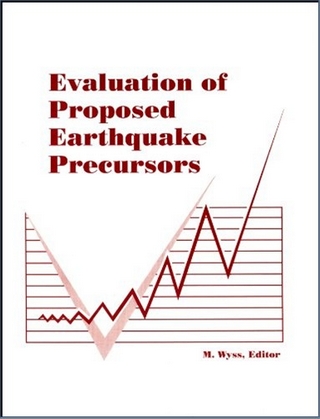 Evaluation of
Proposed
Earthquake
Precursors
M. Wyss, Editor